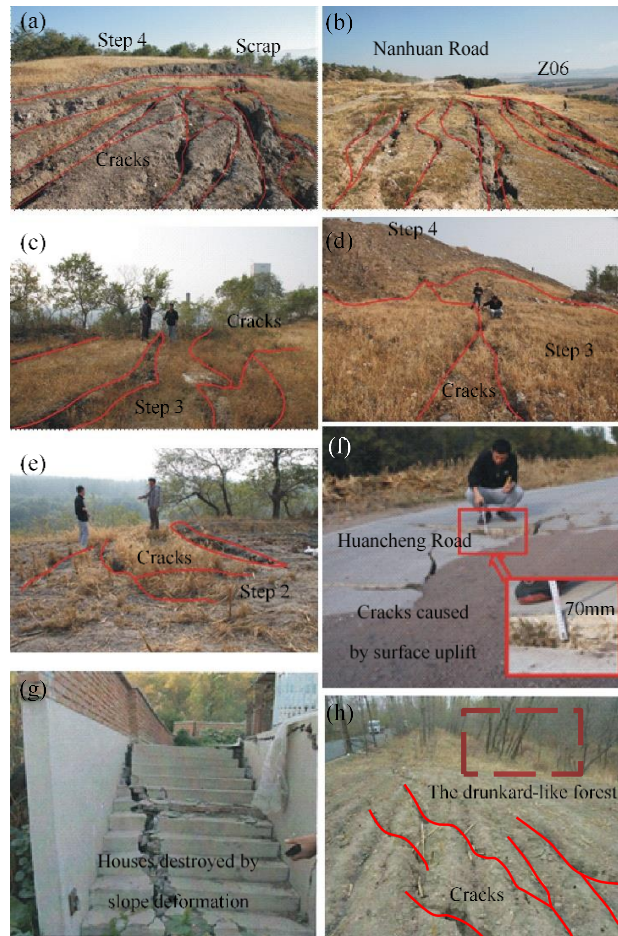 (a)
Step 4
Scrap
Cracks
(b)
Nanhuan Road
Z06
(c)
Cracks
Step 3
(d)
Step 4
Step 3
Cracks
(e)
Cracks
Step 2
(f)
Huancheng Road
70mm
Cracks caused
by surface uplift
(g)
Houses destroyed by
slope deformation
(h)
The drunkard-like forest
Cracks